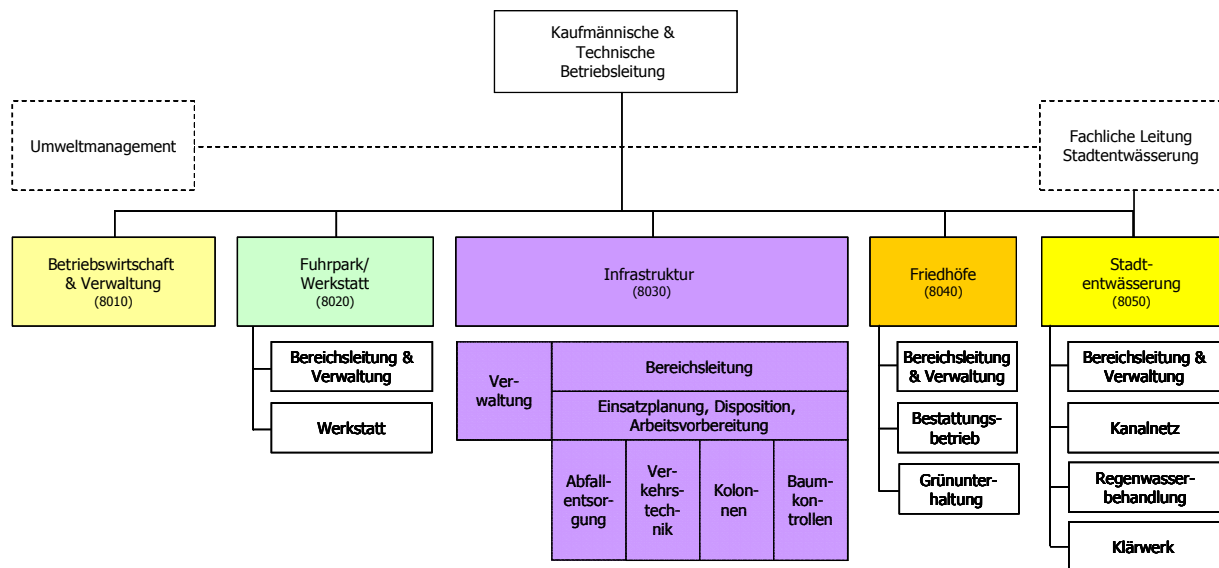 Kaufmännische &
Technische
Betriebsleitung
Umweltmanagement
Fachliche Leitung
Stadtentwässerung
Betriebswirtschaft
& Verwaltung
(8010)
Fuhrpark/
Werkstatt
(8020)
Infrastruktur
(8030)
Friedhöfe
(8040)
Stadt-
entwässerung
(8050)
Bereichsleitung &
Verwaltung
Werkstatt
Ver-
waltung
Bereichsleitung
Einsatzplanung, Disposition,
Arbeitsvorbereitung
Abfall-
entsor-
gung
Ver-
kehrs-
tech-
nik
Kolon-
nen
Baum-
kon-
trollen
Bereichsleitung
& Verwaltung
Bestattungs-
betrieb
Grünunter-
haltung
Bereichsleitung &
Verwaltung
Kanalnetz
Regenwasser-
behandlung
Klärwerk